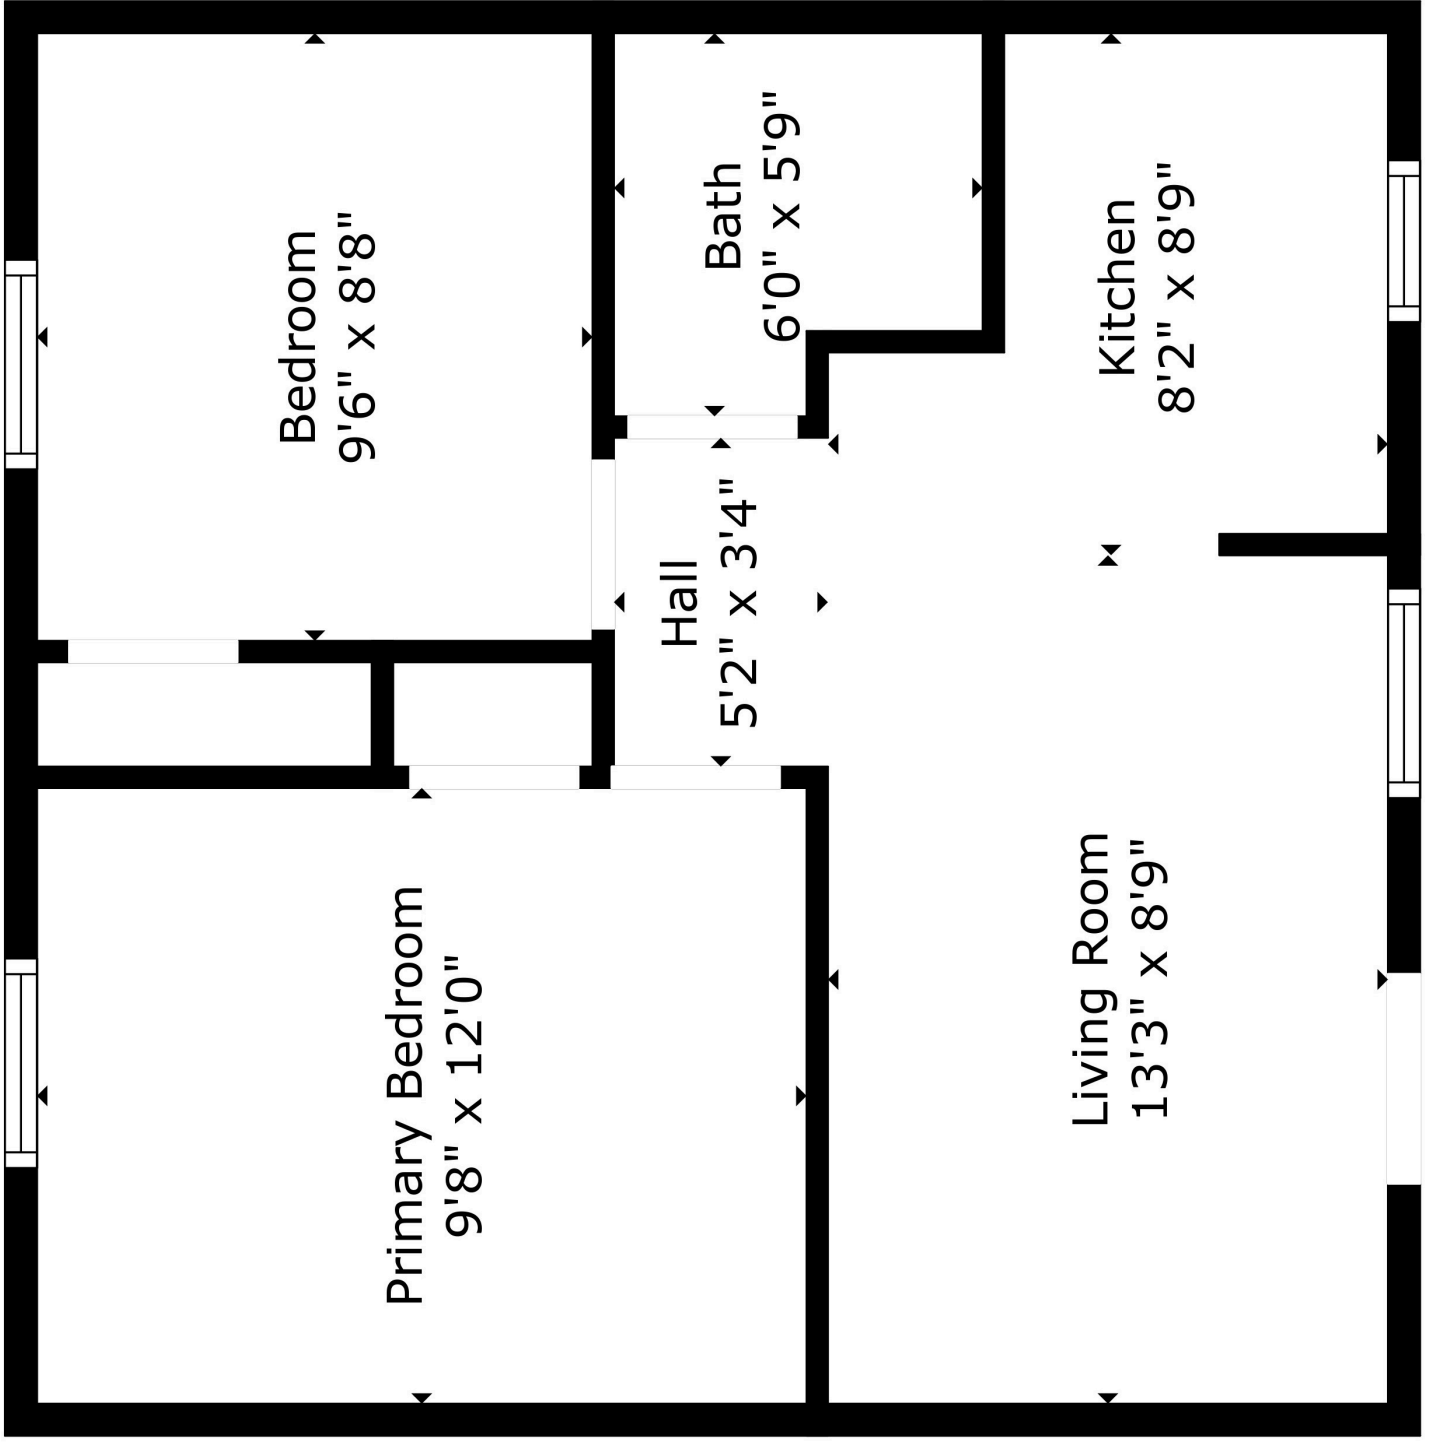 Bedroom
9'6" x 8'8"
Bath
6'0" x 5'9"
Kitchen
8'2" x 8'9"
Hall
5'2" x 3'4"
Primary Bedroom
9'8" x 12'0"
Living Room
13'3" x 8'9"